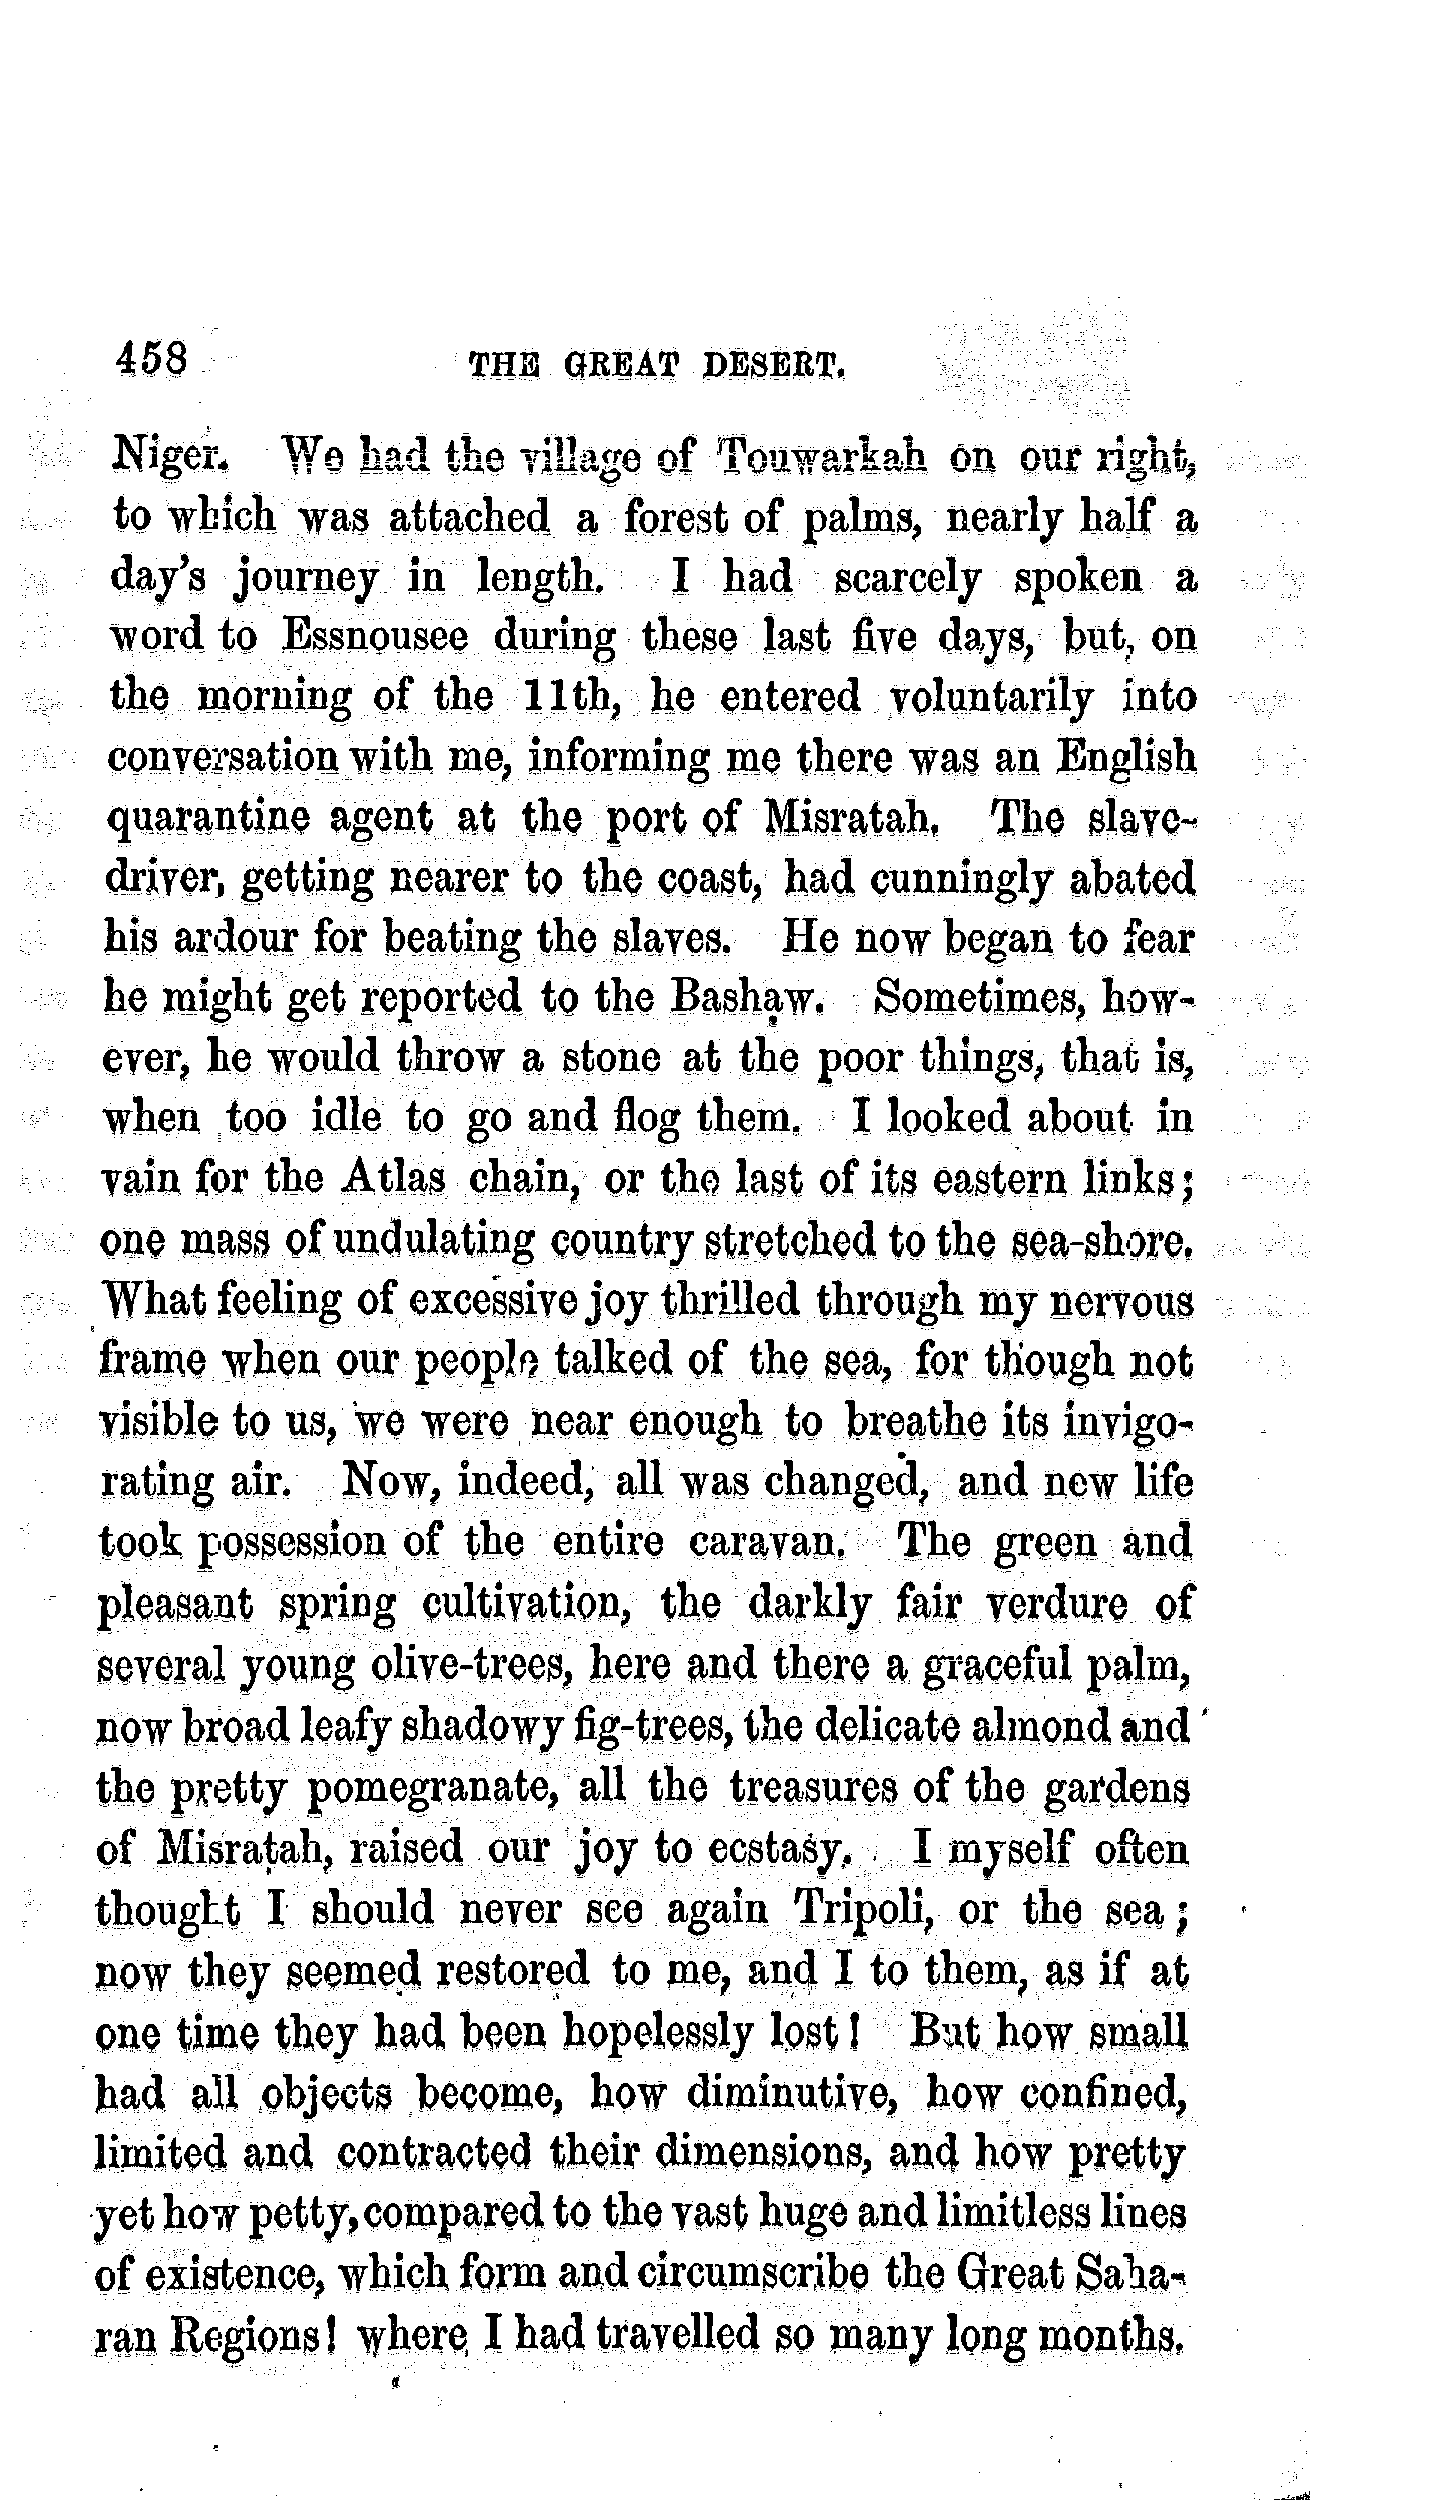 458 THE GREAT DESERT.
Niger. We had the village of Touwarkah on our right,
to which was attached a forest of palms, nearly half a
day's journey in length. I had scarcely spoken a
word to Essnousee during these last five days, but, on
the morning of the 11th, he entered voluntarily into
conversation with me, informing me there was an English
quarantine agent at the port of Misratah. The slave-
driver, getting nearer to the coast, had cunningly abated
his ardour for beating the slaves. He now began to fear
he might get reported to the Bashaw. Sometimes, how-
ever, he would throw a stone at the poor things, that is,
when too idle to go and flog them. I looked about in
vain for the Atlas chain, or the last of its eastern links;
one mass of undulating country stretched to the sea-shore.
What feeling of excessive joy thrilled through my nervous
frame when our people talked of the sea, for though not
visible to us, we were near enough to breathe its invigo-
rating air. Now, indeed, all was changed, and new life
took possession of the entire caravan. The green and
pleasant spring cultivation, the darkly fair verdure of
several young olive-trees, here and there a graceful palm,
now broad leafy shadowy fig-trees, the delicate almond and
the pretty pomegranate, all the treasures of the gardens
of Misratah, raised our joy to ecstasy. I myself often
thought I should never see again Tripoli, or the sea;
now they seemed restored to me, and I to them, as if at
one time they had been hopelessly lost! But how small
had all objects become, how diminutive, how confined,
limited and contracted their dimensions, and how pretty
yet how petty, compared to the vast huge and limitless lines
of existence, which form and circumscribe the Great Saha-
ran Regions! where I had travelled so many long months.